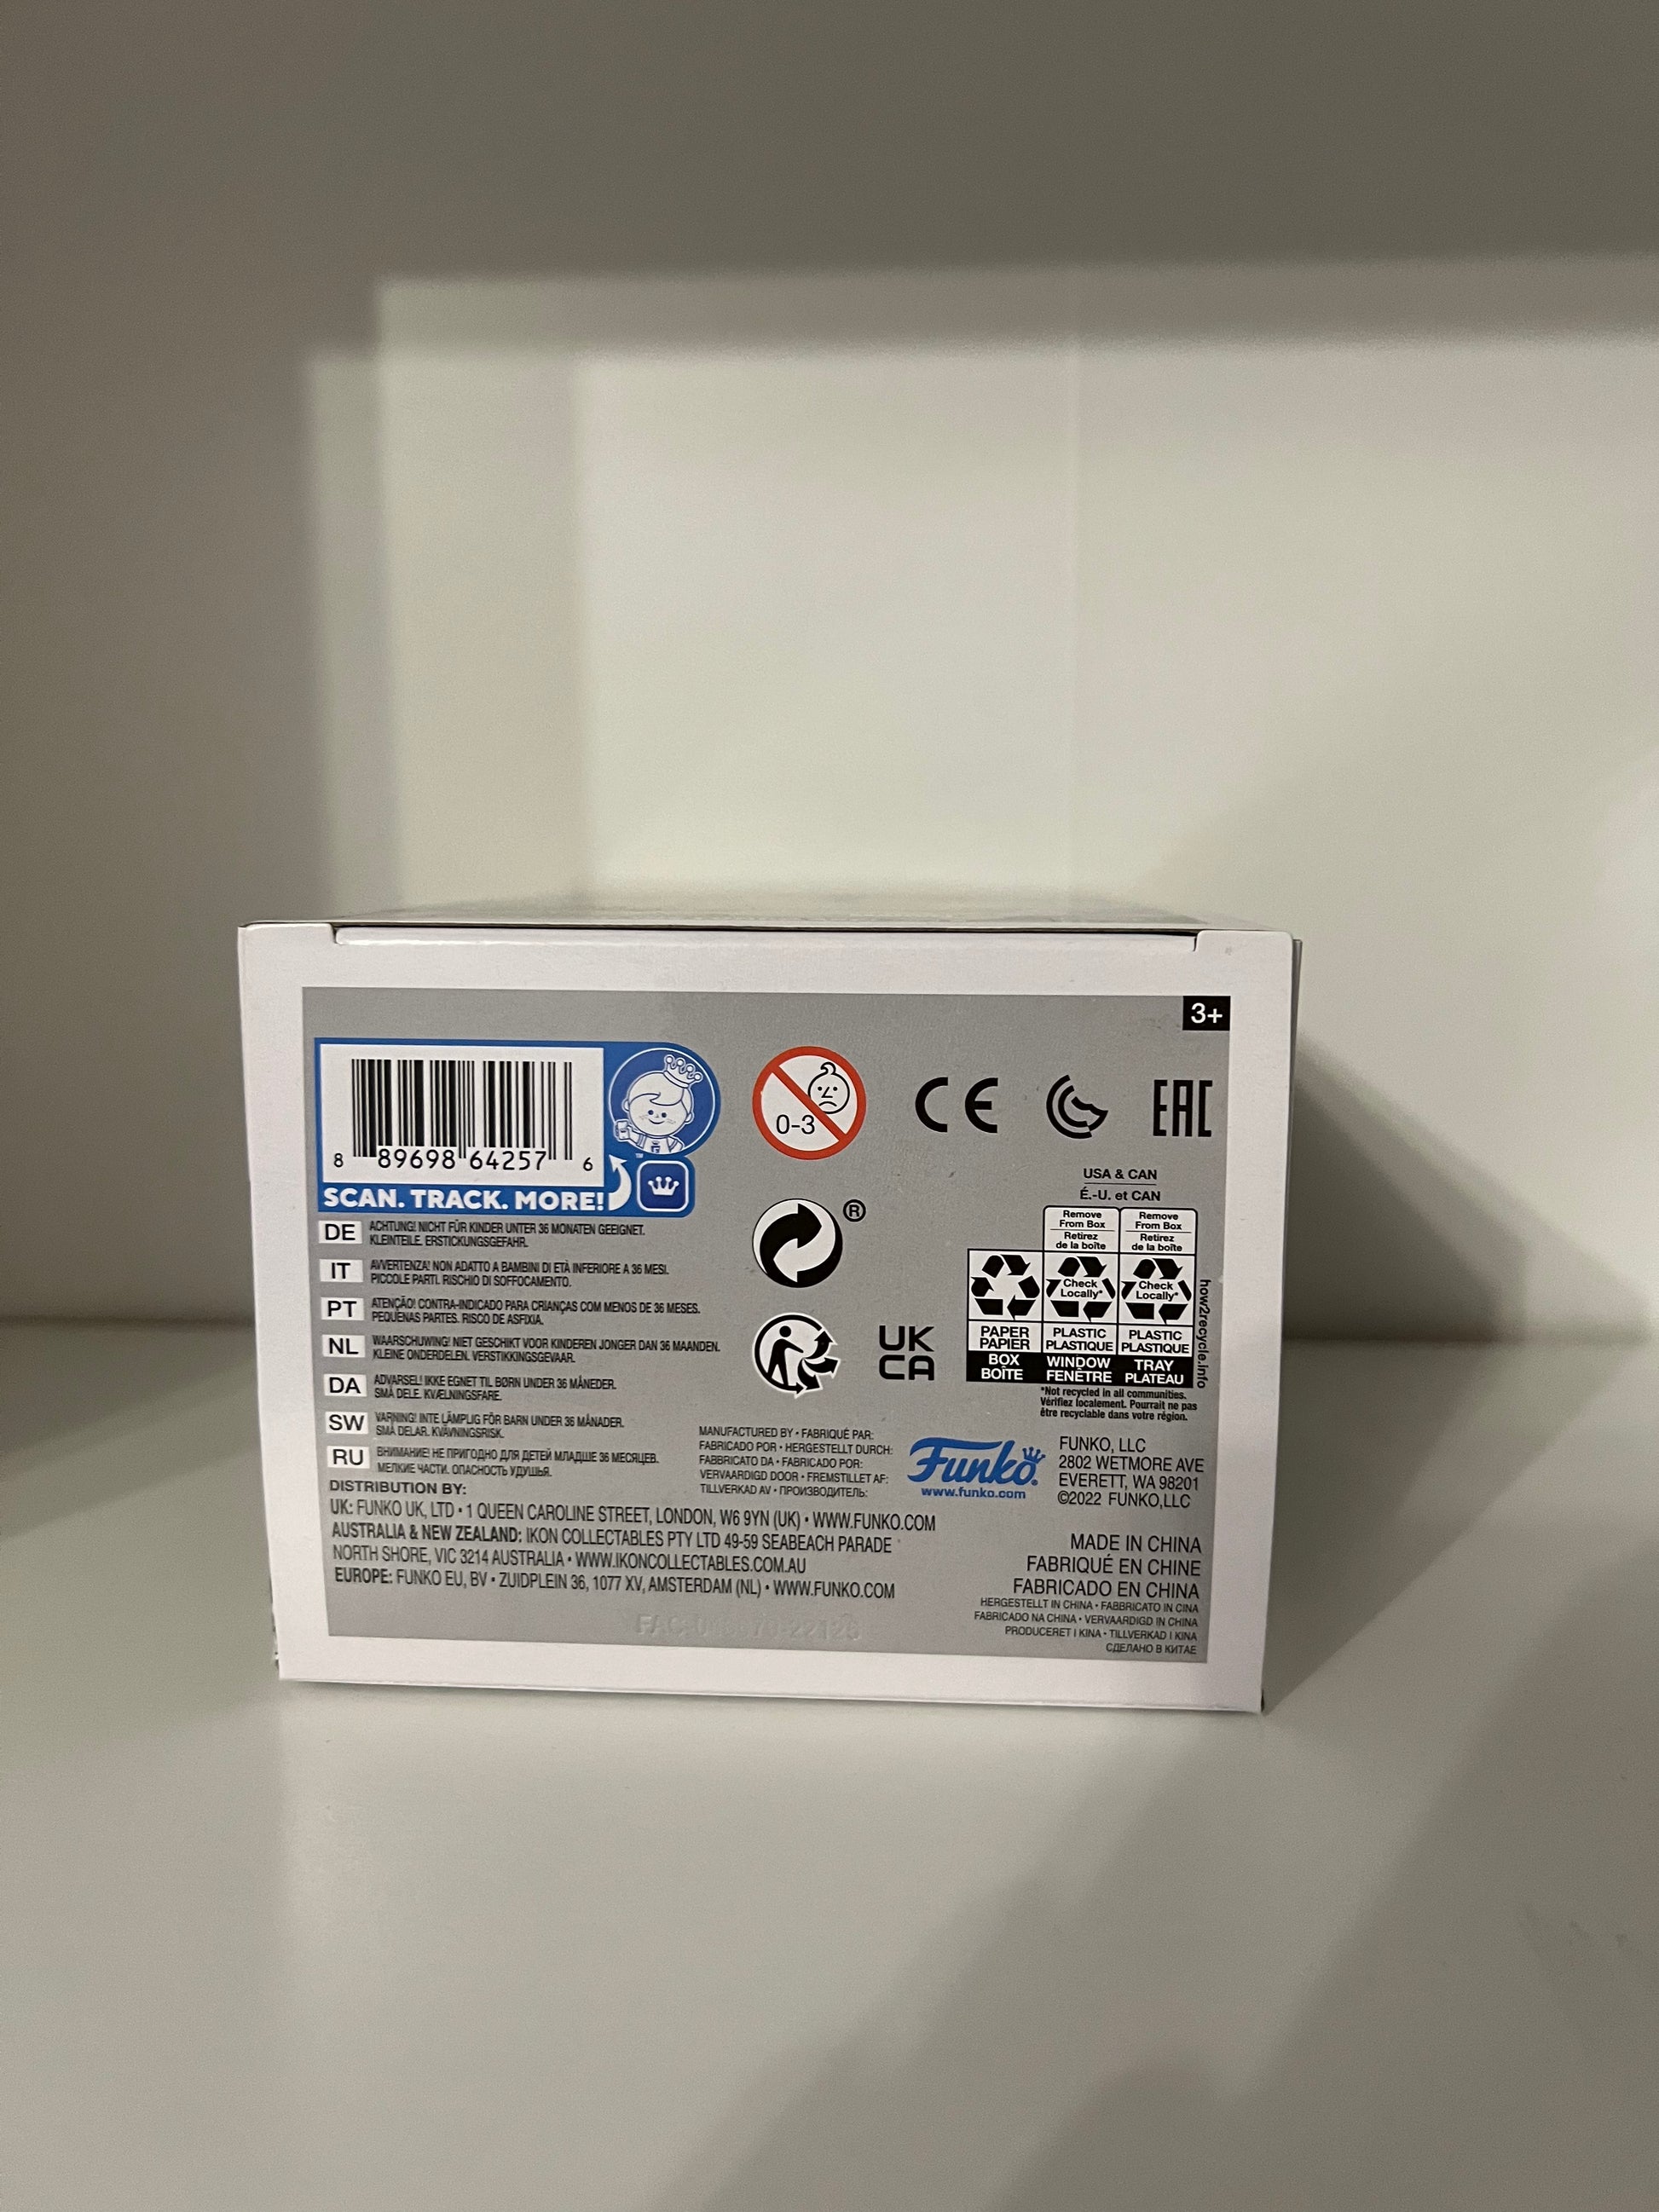 3+
8 89698 64257 6
SCAN. TRACK. MORE!
TM
0-3
CE
EAC
®
UK
CA
USA & CAN
É.-U. et CAN
Remove
From Box
Retirez
de la boîte
Remove
From Box
Retirez
de la boîte
Check
Locally*
Check
Locally*
PAPER
PAPIER
PLASTIC
PLASTIQUE
PLASTIC
PLASTIQUE
BOX
BOÎTE
WINDOW
FENÊTRE
TRAY
PLATEAU
how2recycle.info
*Not recycled in all communities.
Vérifiez localement. Pourrait ne pas
être recyclable dans votre région.
DE ACHTUNG! NICHT FÜR KINDER UNTER 36 MONATEN GEEIGNET.
KLEINTEILE. ERSTICKUNGSGEFAHR.
IT AVVERTENZA! NON ADATTO A BAMBINI DI ETÀ INFERIORE A 36 MESI.
PICCOLE PARTI. RISCHIO DI SOFFOCAMENTO.
PT ATENÇÃO! CONTRA-INDICADO PARA CRIANÇAS COM MENOS DE 36 MESES.
PEQUENAS PARTES. RISCO DE ASFIXIA.
NL WAARSCHUWING! NIET GESCHIKT VOOR KINDEREN JONGER DAN 36 MAANDEN.
KLEINE ONDERDELEN. VERSTIKKINGSGEVAAR.
DA ADVARSEL! IKKE EGNET TIL BØRN UNDER 36 MÅNEDER.
SMÅ DELE. KVÆLNINGSFARE.
SW VARNING! INTE LÄMPLIG FÖR BARN UNDER 36 MÅNADER.
SMÅ DELAR. KVÄVNINGSRISK.
RU ВНИМАНИЕ! НЕ ПРИГОДНО ДЛЯ ДЕТЕЙ МЛАДШЕ 36 МЕСЯЦЕВ.
МЕЛКИЕ ЧАСТИ. ОПАСНОСТЬ УДУШЬЯ.
MANUFACTURED BY • FABRIQUÉ PAR:
FABRICADO POR • HERGESTELLT DURCH:
FABBRICATO DA • FABRICADO POR:
VERVAARDIGD DOOR • FREMSTILLET AF:
TILLVERKAD AV • ПРОИЗВОДИТЕЛЬ:
Funko®
www.funko.com
FUNKO, LLC
2802 WETMORE AVE
EVERETT, WA 98201
©2022 FUNKO,LLC
DISTRIBUTION BY:
UK: FUNKO UK, LTD • 1 QUEEN CAROLINE STREET, LONDON, W6 9YN (UK) • WWW.FUNKO.COM
AUSTRALIA & NEW ZEALAND: IKON COLLECTABLES PTY LTD 49-59 SEABEACH PARADE
NORTH SHORE, VIC 3214 AUSTRALIA • WWW.IKONCOLLECTABLES.COM.AU
EUROPE: FUNKO EU, BV • ZUIDPLEIN 36, 1077 XV, AMSTERDAM (NL) • WWW.FUNKO.COM
MADE IN CHINA
FABRIQUÉ EN CHINE
FABRICADO EN CHINA
HERGESTELLT IN CHINA • FABBRICATO IN CINA
FABRICADO NA CHINA • VERVAARDIGD IN CHINA
PRODUCERET I KINA • TILLVERKAD I KINA
СДЕЛАНО В КИТАЕ